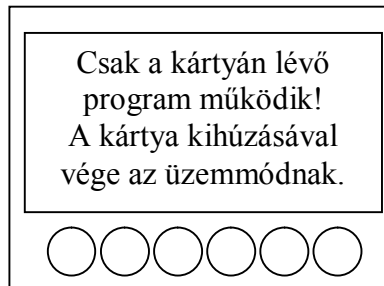 Csak a kártyán lévő
program működik!
A kártya kihúzásával
vége az üzemmódnak.